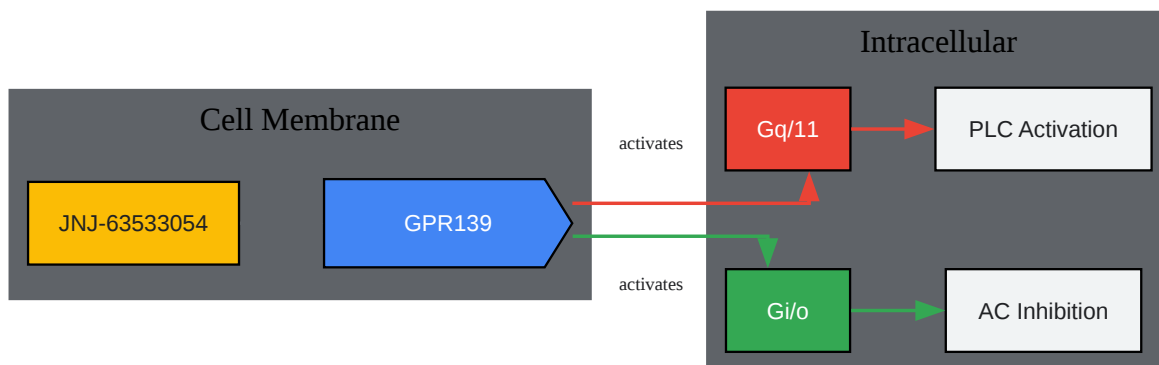 Cell Membrane
JNJ-63533054
GPR139
activates
activates
Intracellular
Gq/11
PLC Activation
Gi/o
AC Inhibition